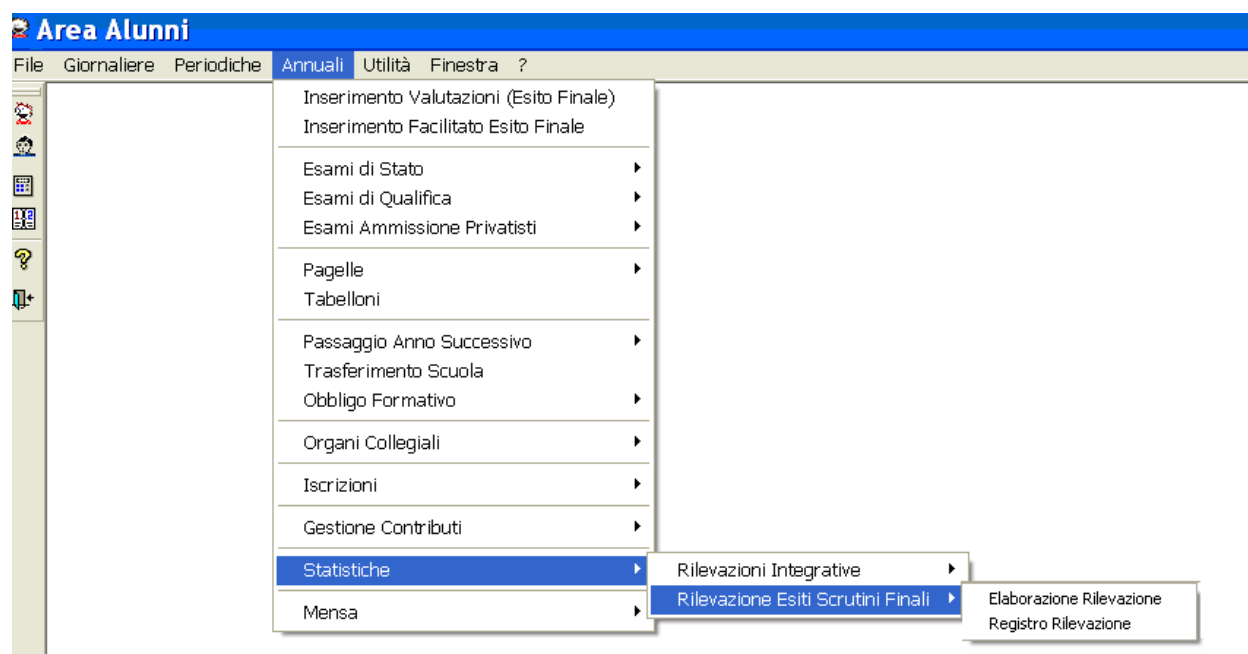 Area Alunni
File Giornaliere Periodiche Annuali Utilità Finestra ?
Inserimento Valutazioni (Esito Finale)
Inserimento Facilitato Esito Finale
Esami di Stato
Esami di Qualifica
Esami Ammissione Privatisti
Pagelle
Tabelloni
Passaggio Anno Successivo
Trasferimento Scuola
Obbligo Formativo
Organi Collegiali
Iscrizioni
Gestione Contributi
Statistiche
Mensa
Rilevazioni Integrative
Rilevazione Esiti Scrutini Finali
Elaborazione Rilevazione
Registro Rilevazione